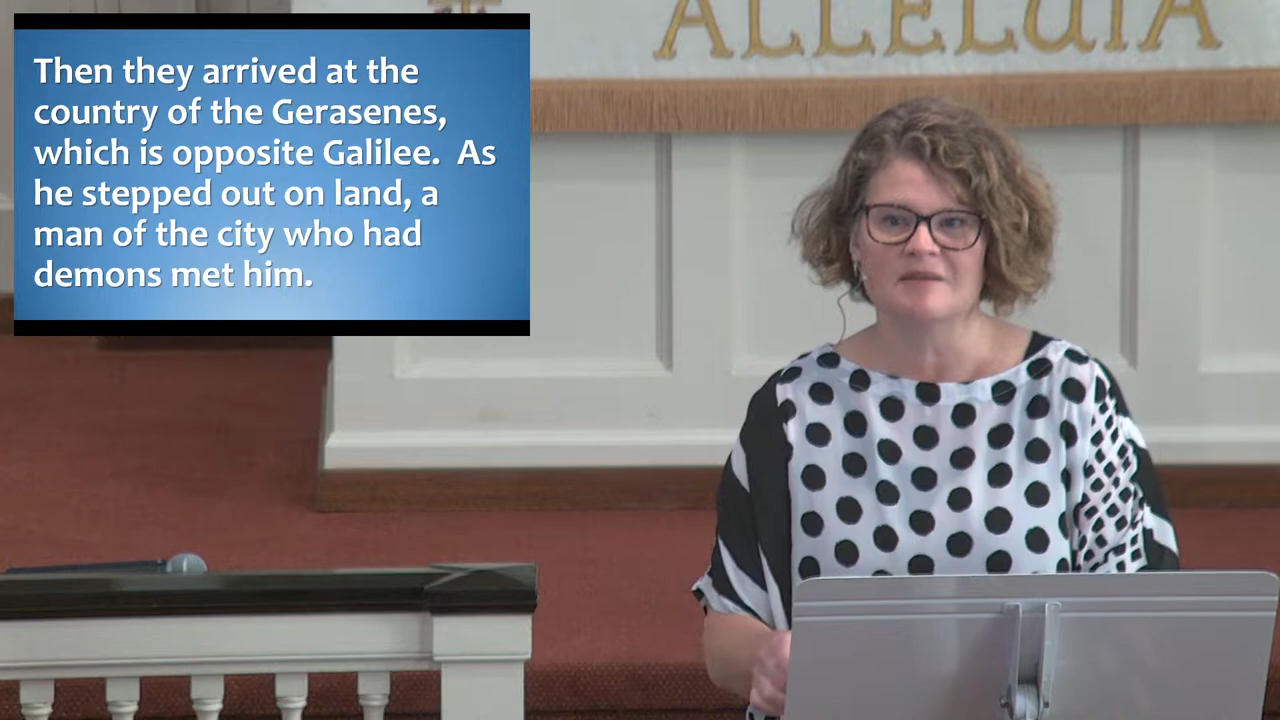 Then they arrived at the
country of the Gerasenes,
which is opposite Galilee.  As
he stepped out on land, a
man of the city who had
demons met him.
ALLELUIA